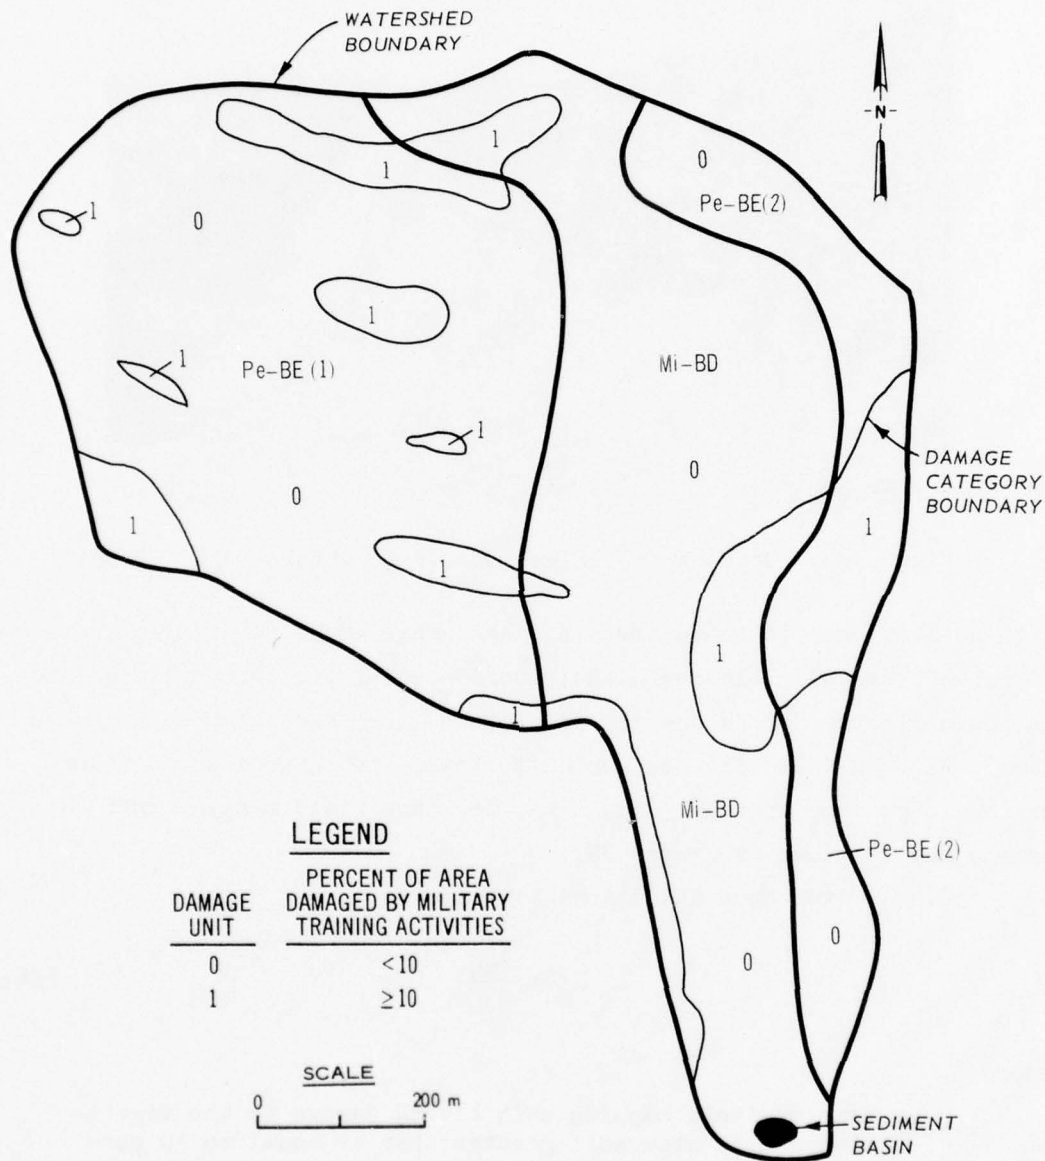 WATERSHED
BOUNDARY
-N-
1
1
0
Pe-BE(2)
1
0
1
1
Pe-BE (1)
Mi-BD
1
0
0
DAMAGE
CATEGORY
BOUNDARY
1
1
1
1
1
Mi-BD
Pe-BE(2)
0
0
LEGEND
DAMAGE
UNIT
PERCENT OF AREA
DAMAGED BY MILITARY
TRAINING ACTIVITIES
0 <10
1 ≥10
SCALE
0 200 m
SEDIMENT
BASIN